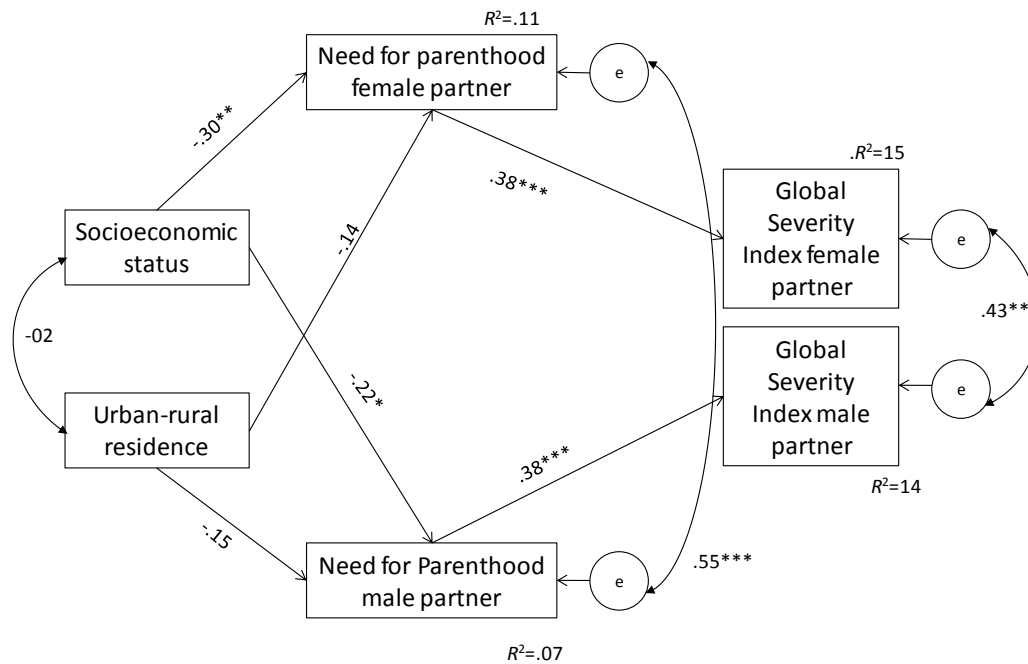 R²=.11
Need for parenthood
female partner
e
-.30**
.38***
.R²=15
Global
Severity
Index female
partner
e
Socioeconomic
status
-.14
-02
.43**
Global
Severity
Index male
partner
e
-.22*
Urban-rural
residence
.38***
R²=14
-.15
Need for Parenthood
male partner
e
.55***
R²=.07